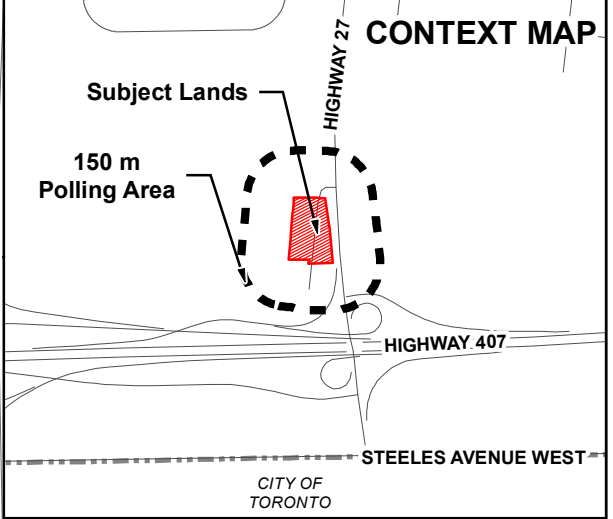 CONTEXT MAP
HIGHWAY 27
Subject Lands
150 m
Polling Area
HIGHWAY 407
STEELES AVENUE WEST
CITY OF
TORONTO